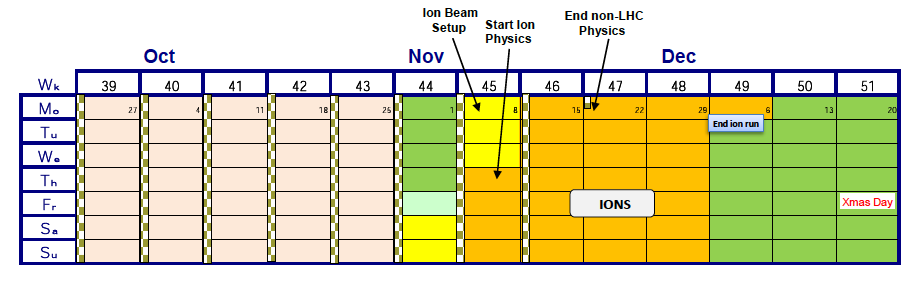 Ion Beam
Setup
Start Ion
Physics
End non-LHC
Physics
Oct Nov Dec
Wk 39 40 41 42 43 44 45 46 47 48 49 50 51
Mo 27 4 11 18 25 1 8 15 22 29 6 13 20
Tu End ion run
We
Th
Fr IONS Xmas Day
Sa
Su